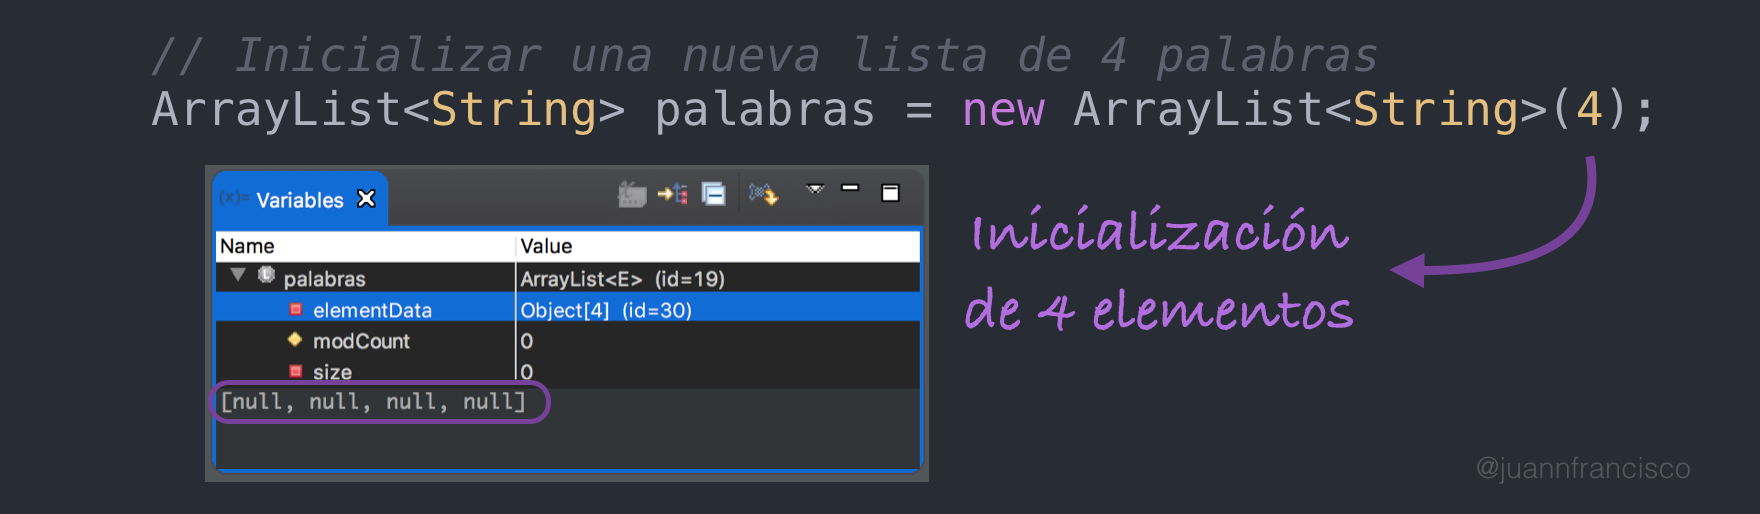 // Inicializar una nueva lista de 4 palabras
ArrayList<String> palabras = new ArrayList<String>(4);
(x)= Variables
Name Value
palabras ArrayList<E> (id=19)
elementData Object[4] (id=30)
modCount 0
size 0
[null, null, null, null]
Inicialización
de 4 elementos
@juannfrancisco